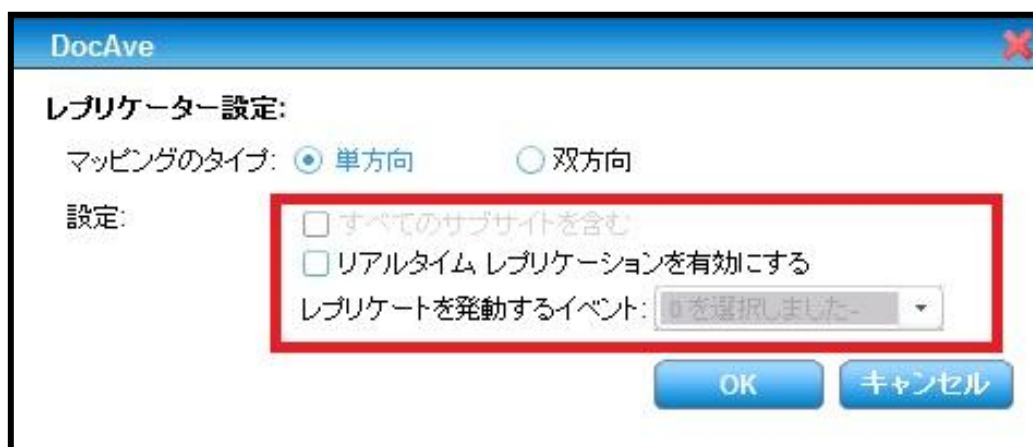 DocAve
レプリケーター設定:
マッピングのタイプ: 単方向 双方向
設定:
すべてのサブサイトを含む
リアルタイム レプリケーションを有効にする
レプリケートを発動するイベント: 0 を選択しました-
OK キャンセル